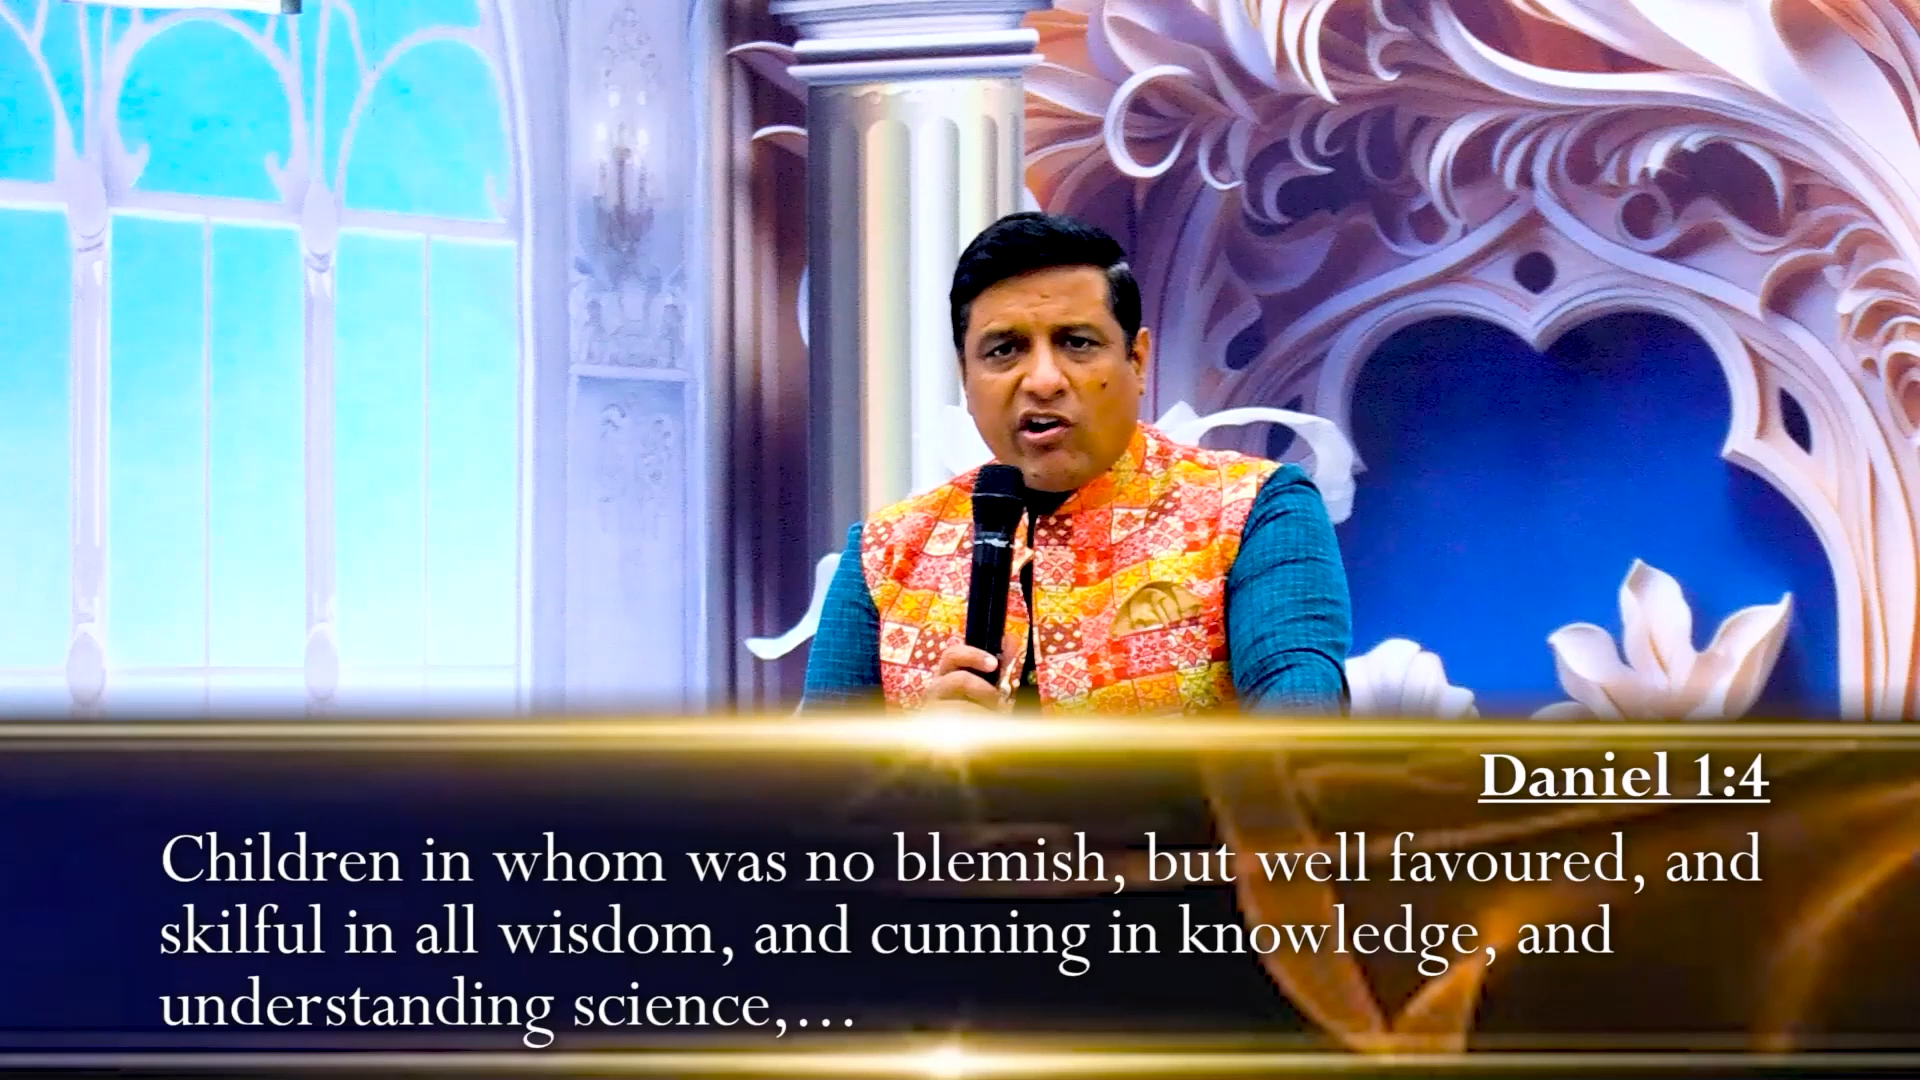 Daniel 1:4
Children in whom was no blemish, but well favoured, and
skilful in all wisdom, and cunning in knowledge, and
understanding science,…